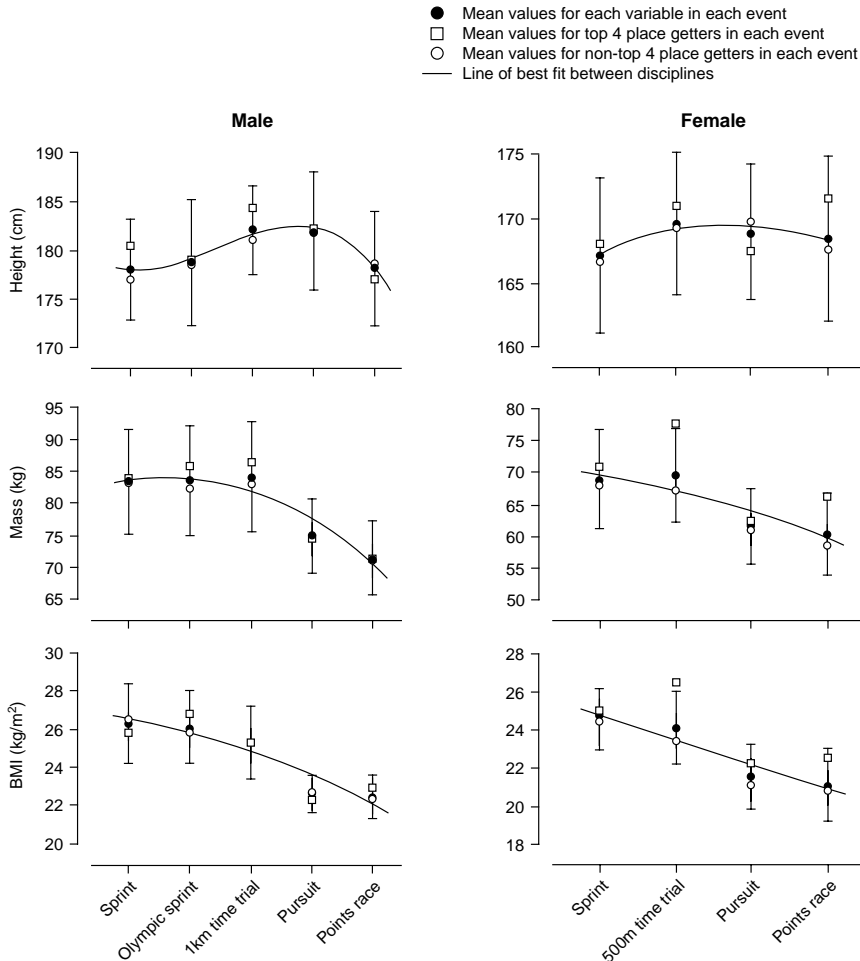 Mean values for each variable in each event
Mean values for top 4 place getters in each event
Mean values for non-top 4 place getters in each event
Line of best fit between disciplines
Male
Female
Height (cm)
190
185
180
175
170
175
170
165
160
Mass (kg)
95
90
85
80
75
70
65
80
75
70
65
60
55
50
BMI (kg/m²)
30
28
26
24
22
20
28
26
24
22
20
18
Sprint
Olympic sprint
1km time trial
Pursuit
Points race
Sprint
500m time trial
Pursuit
Points race